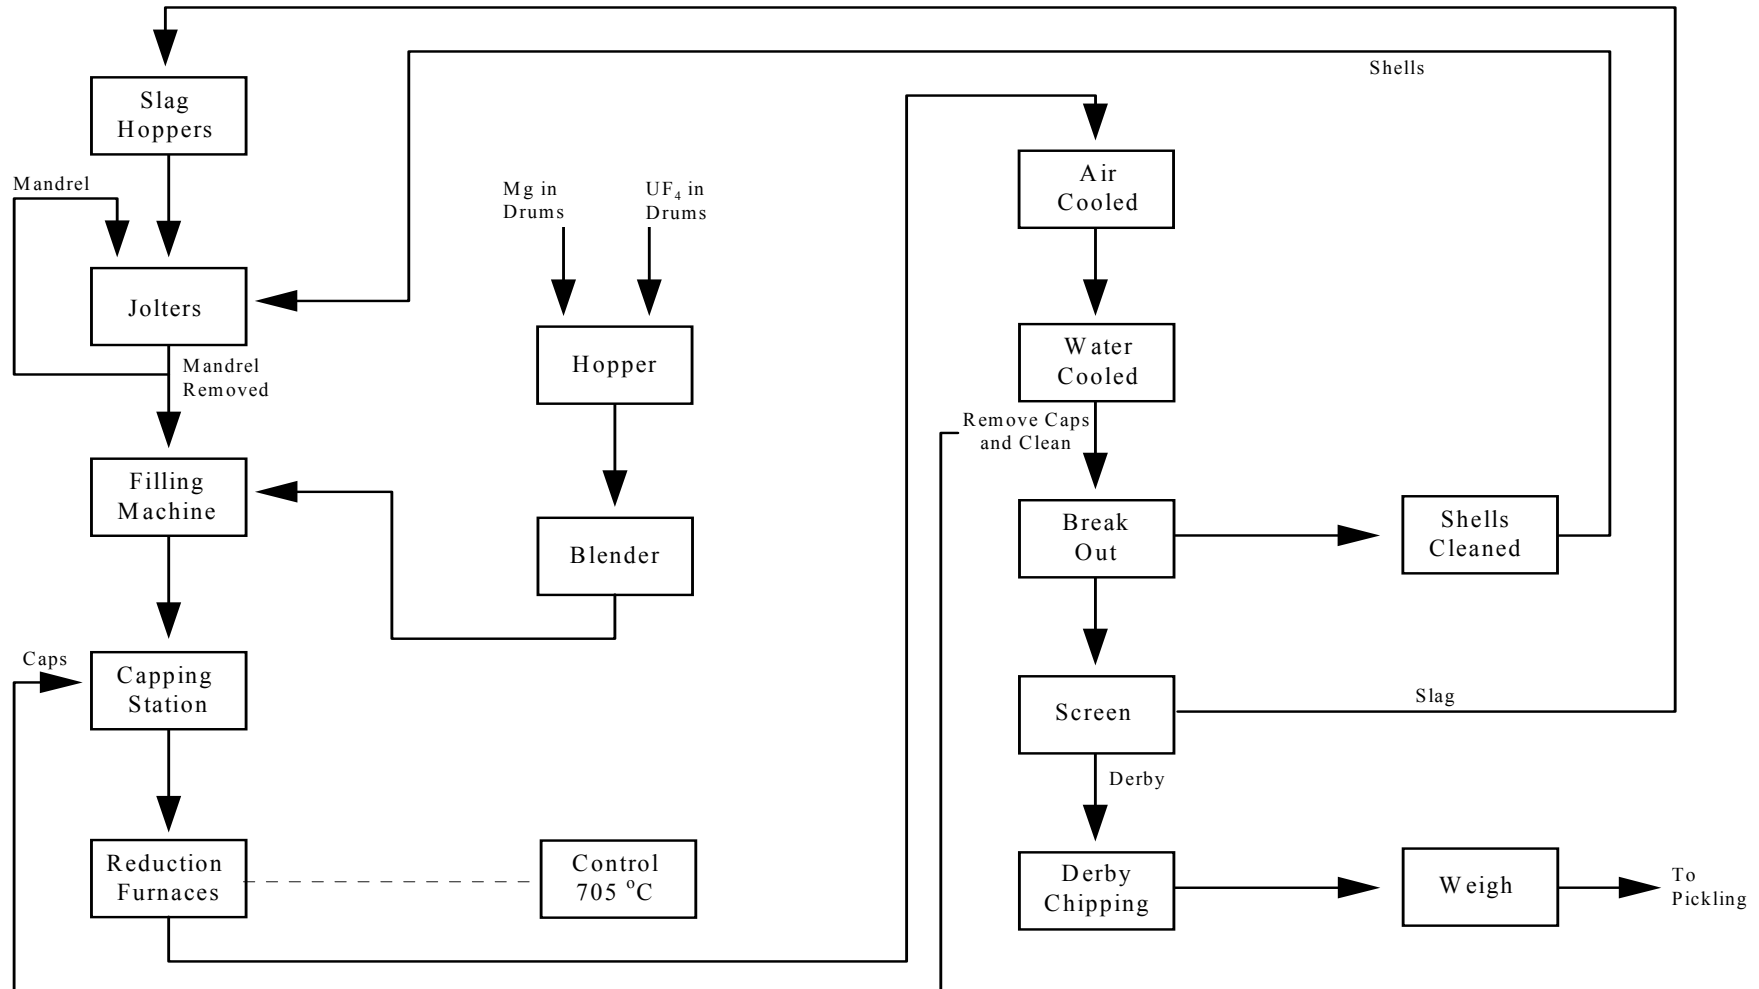 Shells
Slag
Hoppers
Mandrel
Mg in
Drums
UF₄ in
Drums
Air
Cooled
Jolters
Mandrel
Removed
Hopper
Water
Cooled
Remove Caps
and Clean
Filling
Machine
Blender
Break
Out
Shells
Cleaned
Caps
Capping
Station
Screen
Slag
Derby
Reduction
Furnaces
Control
705 °C
Derby
Chipping
Weigh
To
Pickling